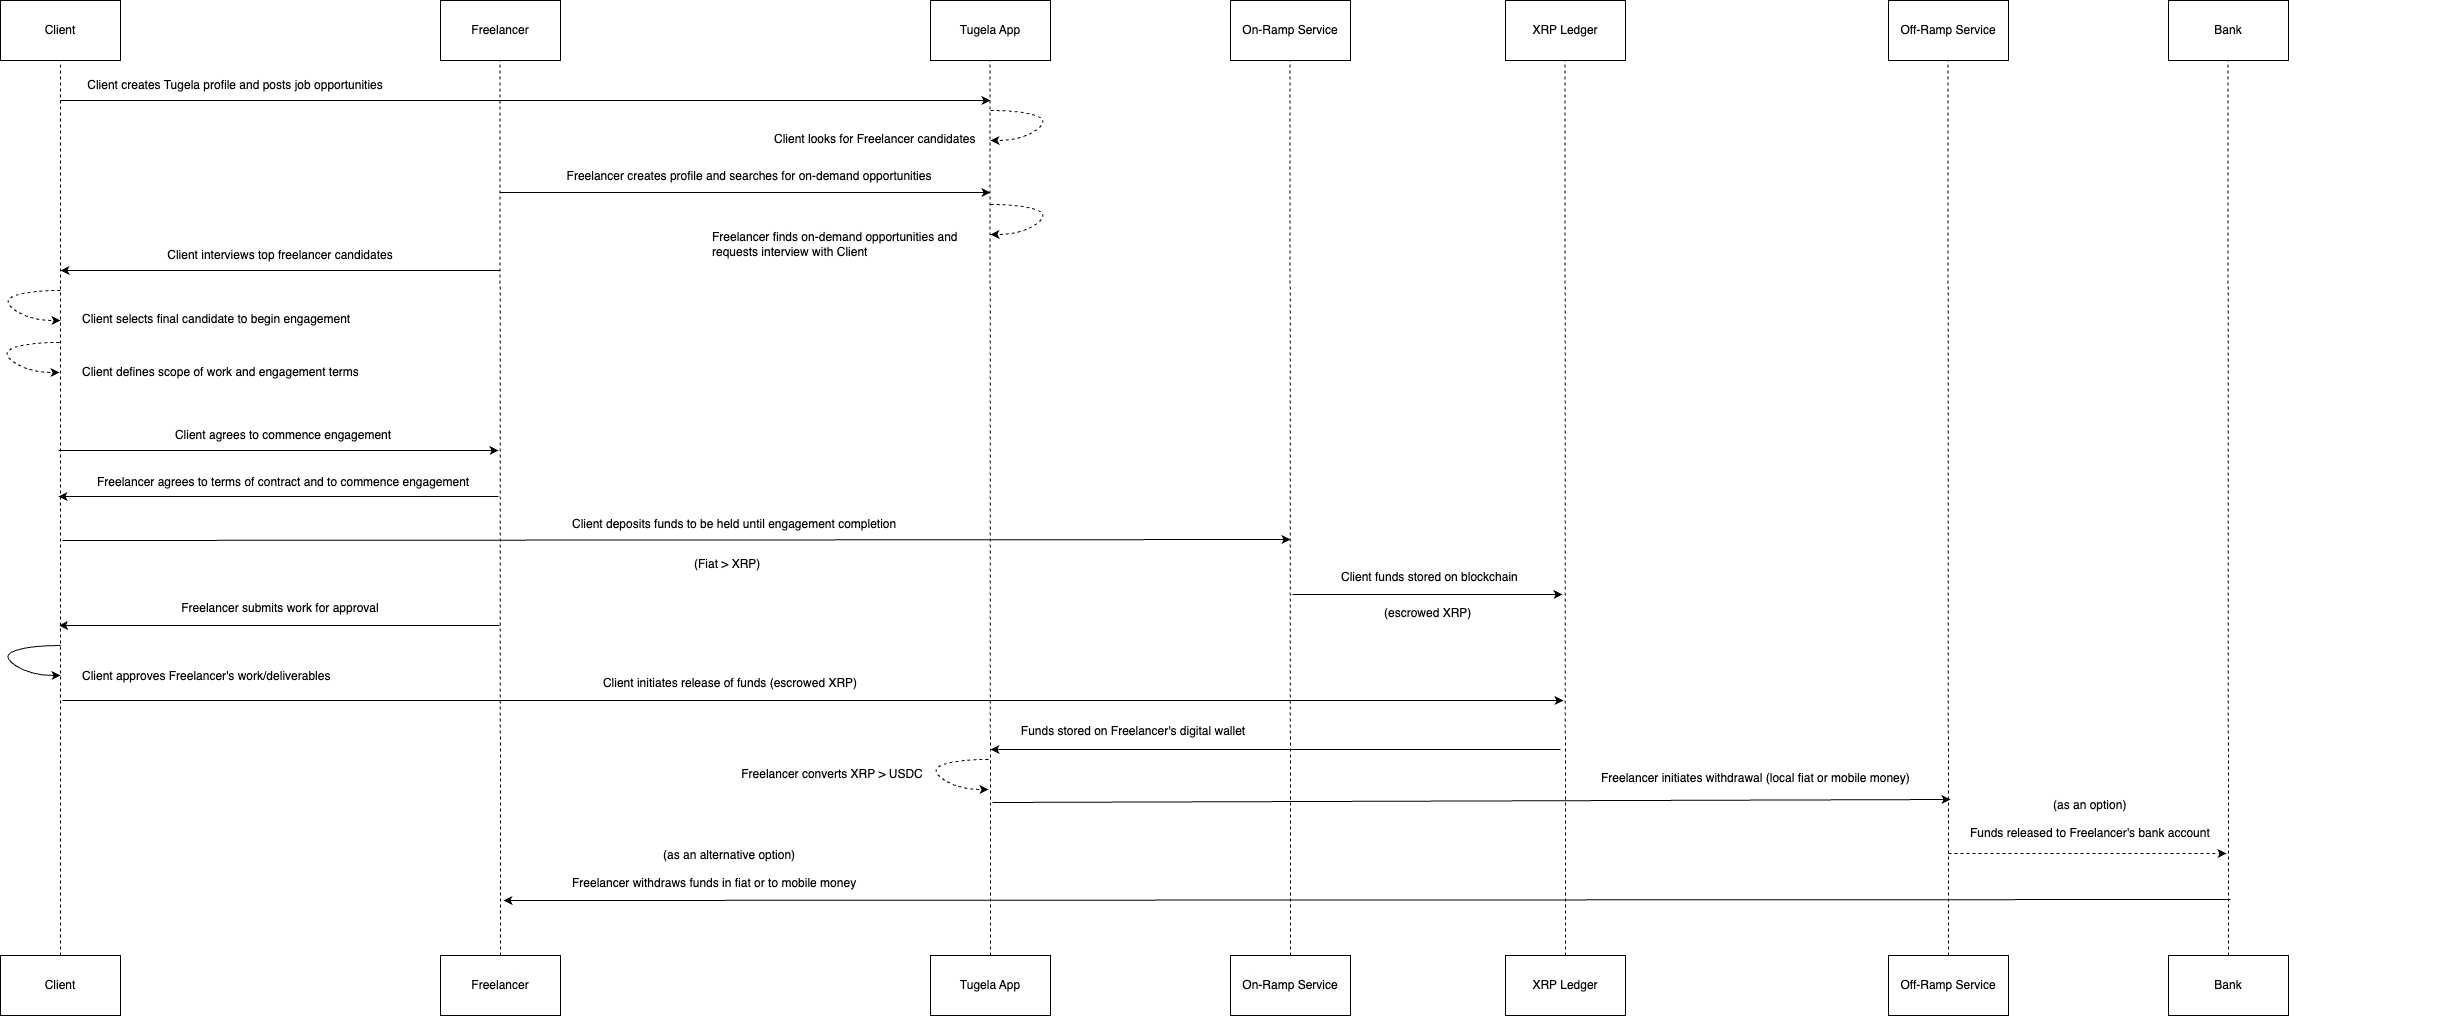 Client
Freelancer
Tugela App
On-Ramp Service
XRP Ledger
Off-Ramp Service
Bank
Client creates Tugela profile and posts job opportunities
Client looks for Freelancer candidates
Freelancer creates profile and searches for on-demand opportunities
Freelancer finds on-demand opportunities and
requests interview with Client
Client interviews top freelancer candidates
Client selects final candidate to begin engagement
Client defines scope of work and engagement terms
Client agrees to commence engagement
Freelancer agrees to terms of contract and to commence engagement
Client deposits funds to be held until engagement completion
(Fiat > XRP)
Client funds stored on blockchain
(escrowed XRP)
Freelancer submits work for approval
Client approves Freelancer's work/deliverables
Client initiates release of funds (escrowed XRP)
Funds stored on Freelancer's digital wallet
Freelancer converts XRP > USDC
Freelancer initiates withdrawal (local fiat or mobile money)
(as an option)
Funds released to Freelancer's bank account
(as an alternative option)
Freelancer withdraws funds in fiat or to mobile money
Client
Freelancer
Tugela App
On-Ramp Service
XRP Ledger
Off-Ramp Service
Bank